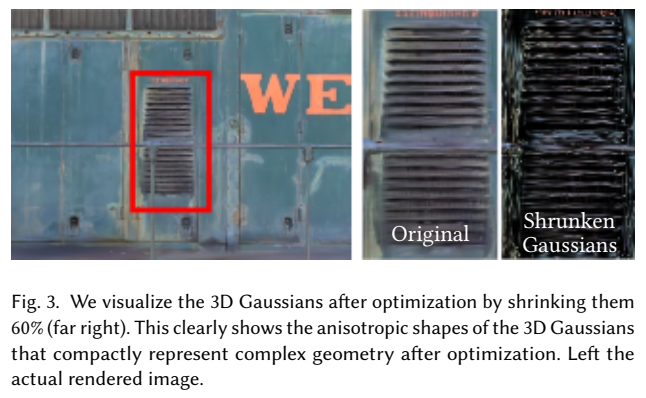 WE
Original
Shrunken
Gaussians
Fig. 3. We visualize the 3D Gaussians after optimization by shrinking them
60% (far right). This clearly shows the anisotropic shapes of the 3D Gaussians
that compactly represent complex geometry after optimization. Left the
actual rendered image.